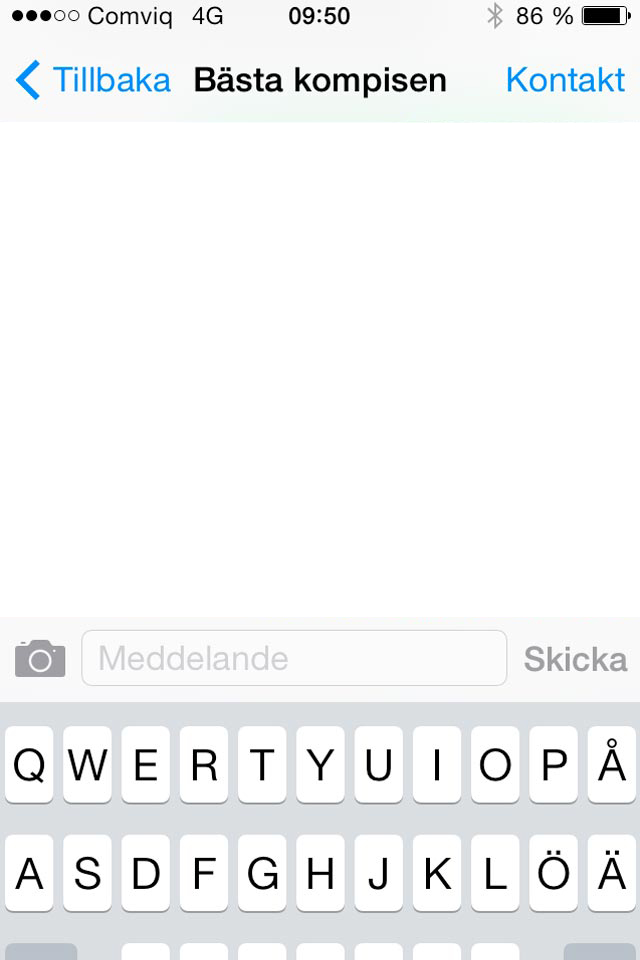 Comviq 4G 09:50 86 %
Tillbaka Bästa kompisen Kontakt
Meddelande Skicka
Q W E R T Y U I O P Å
A S D F G H J K L Ö Ä